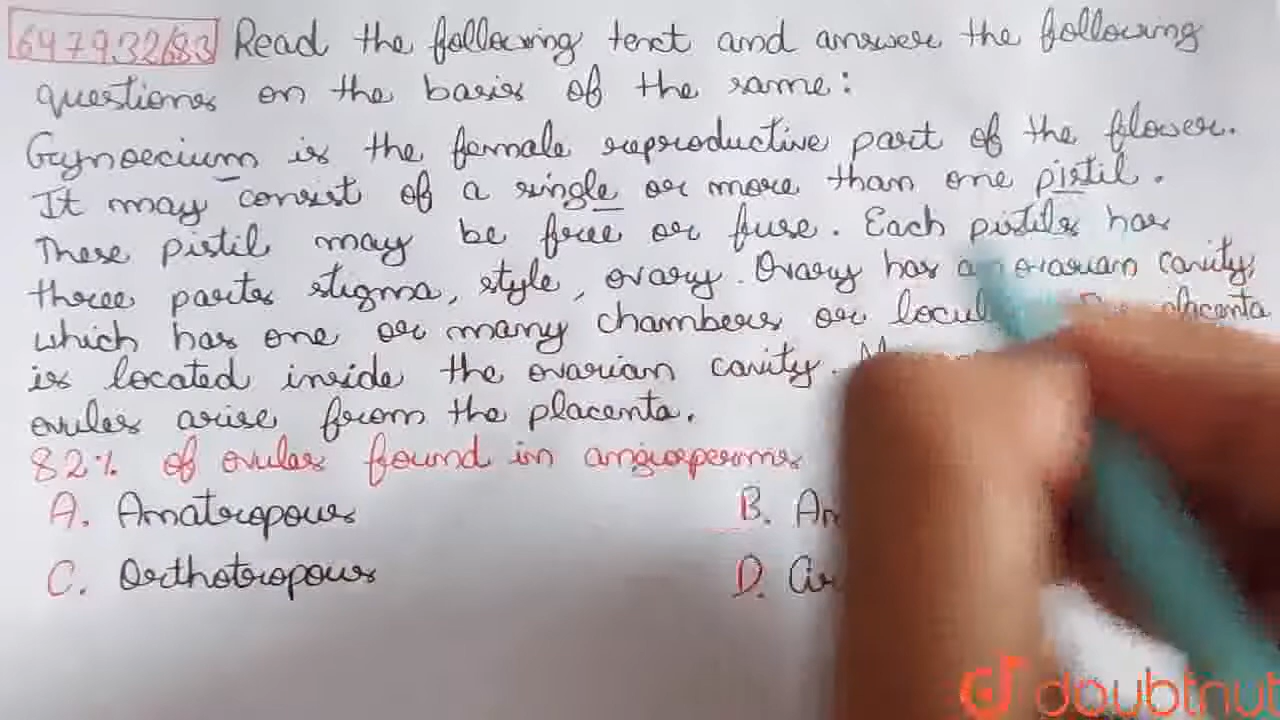 647932683 Read the following text and answer the following
questions on the basis of the same:
Gynoecium is the female reproductive part of the flower.
It may consist of a single or more than one pistil.
These pistil may be free or fuse. Each pistils has
three parts stigma, style, ovary. Ovary has an ovarian cavity,
which has one or many chambers or placenta
is located inside the ovarian cavity.
ovules arise from the placenta.
82% of ovules found in angiosperms
A. Amatropous B.
C. Orthotropous D.
doubtnut